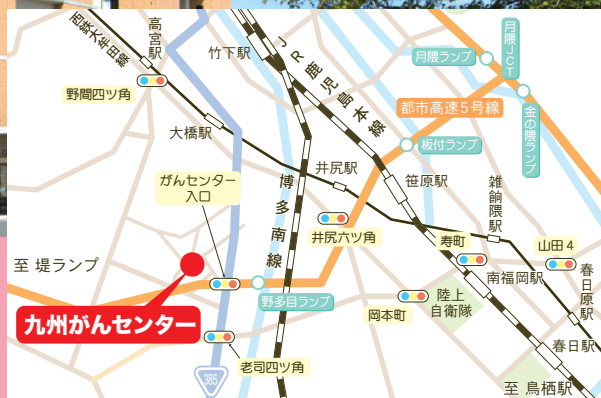 西鉄大牟田線
高宮駅
竹下駅
JR鹿児島本線
月隈ランプ
月隈JCT
野間四ツ角
都市高速5号線
金の隈ランプ
大橋駅
板付ランプ
井尻駅
がんセンター
入口
博多南線
笹原駅
雑餉隈駅
井尻六ツ角
寿町
山田4
至 堤ランプ
南福岡駅
春日原駅
野多目ランプ
岡本町
陸上
自衛隊
九州がんセンター
春日駅
老司四ツ角
385
至 鳥栖駅